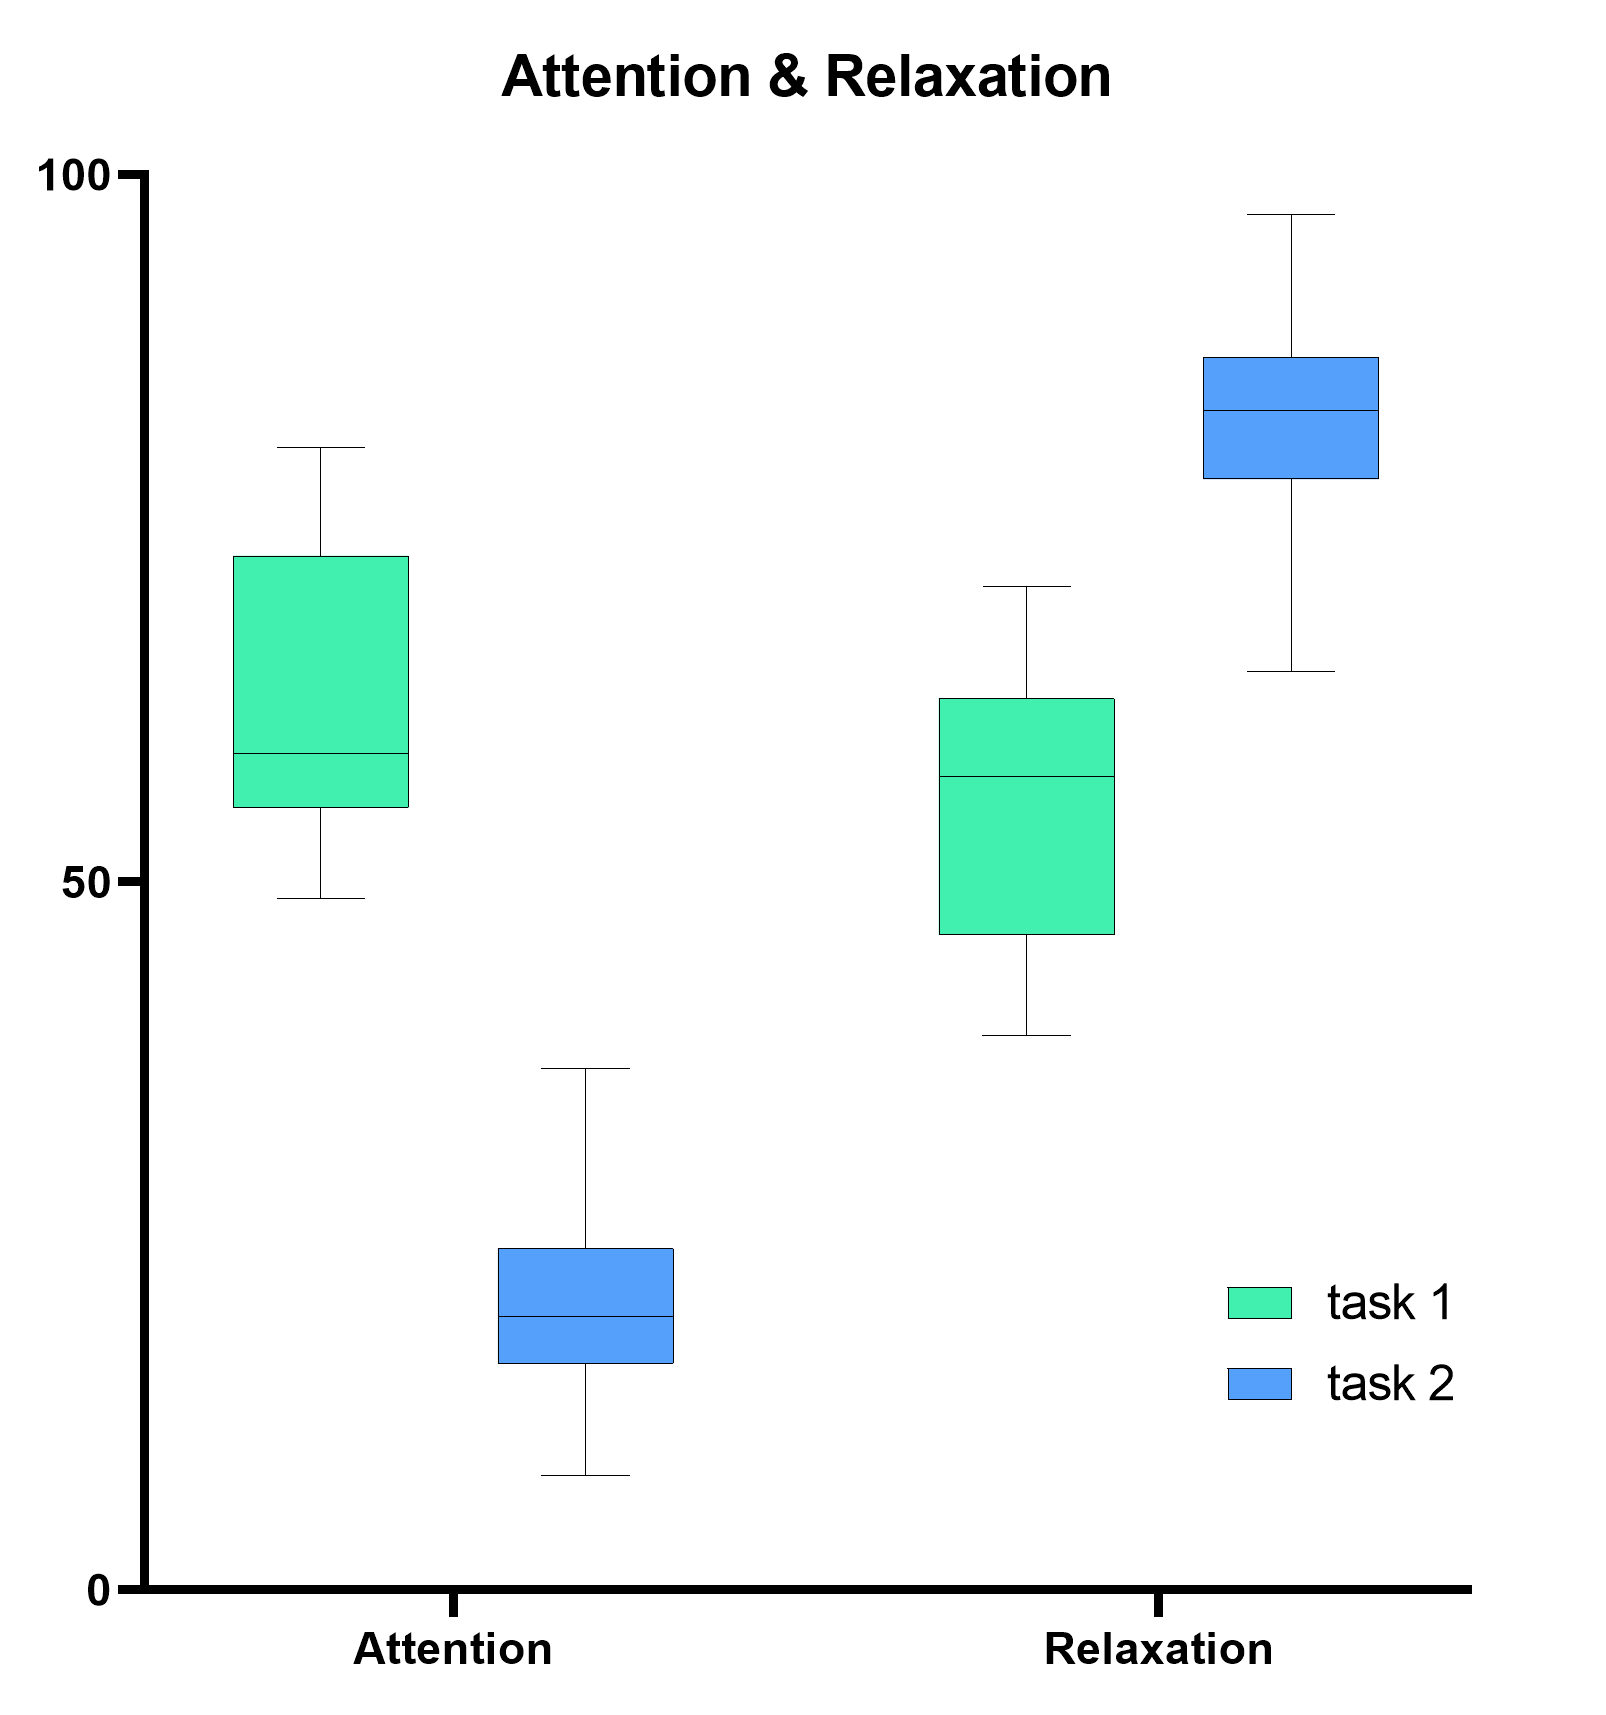 Attention & Relaxation
100
50
0
task 1
task 2
Attention
Relaxation